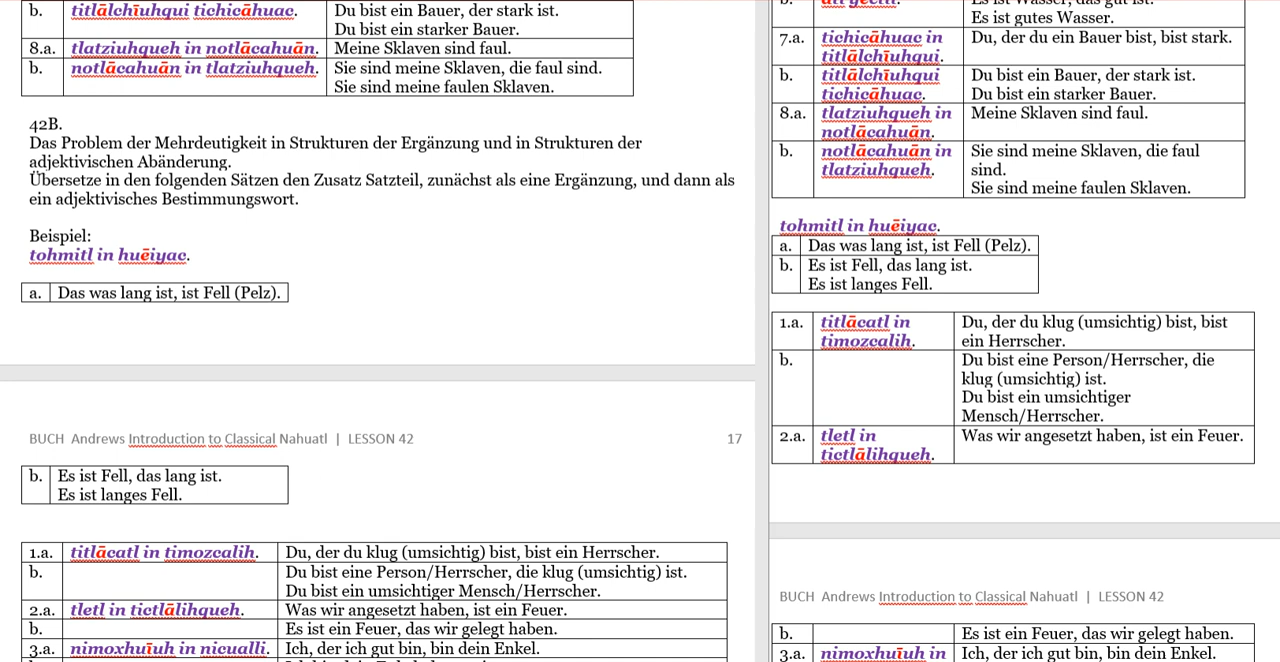 b. titlālchīuhqui tichicāhuac. Du bist ein Bauer, der stark ist.
Du bist ein starker Bauer.
8.a. tlatziuhqueh in notlācahuān. Meine Sklaven sind faul.
b. notlācahuān in tlatziuhqueh. Sie sind meine Sklaven, die faul sind.
Sie sind meine faulen Sklaven.
42B.
Das Problem der Mehrdeutigkeit in Strukturen der Ergänzung und in Strukturen der
adjektivischen Abänderung.
Übersetze in den folgenden Sätzen den Zusatz Satzteil, zunächst als eine Ergänzung, und dann als
ein adjektivisches Bestimmungswort.
Beispiel:
tohmitl in huēiyac.
a. Das was lang ist, ist Fell (Pelz).
BUCH Andrews Introduction to Classical Nahuatl | LESSON 42 17
b. Es ist Fell, das lang ist.
Es ist langes Fell.
1.a. titlācatl in timozcalih. Du, der du klug (umsichtig) bist, bist ein Herrscher.
b. Du bist eine Person/Herrscher, die klug (umsichtig) ist.
Du bist ein umsichtiger Mensch/Herrscher.
2.a. tletl in tictlālihqueh. Was wir angesetzt haben, ist ein Feuer.
b. Es ist ein Feuer, das wir gelegt haben.
3.a. nimoxhuīuh in nicualli. Ich, der ich gut bin, bin dein Enkel.
Es ist gutes Wasser.
7.a. tichicāhuac in Du, der du ein Bauer bist, bist stark.
titlālchīuhqui.
b. titlālchīuhqui Du bist ein Bauer, der stark ist.
tichicāhuac. Du bist ein starker Bauer.
8.a. tlatziuhqueh in Meine Sklaven sind faul.
notlācahuān.
b. notlācahuān in Sie sind meine Sklaven, die faul
tlatziuhqueh. sind.
Sie sind meine faulen Sklaven.
tohmitl in huēiyac.
a. Das was lang ist, ist Fell (Pelz).
b. Es ist Fell, das lang ist.
Es ist langes Fell.
1.a. titlācatl in Du, der du klug (umsichtig) bist, bist
timozcalih. ein Herrscher.
b. Du bist eine Person/Herrscher, die
klug (umsichtig) ist.
Du bist ein umsichtiger
Mensch/Herrscher.
2.a. tletl in Was wir angesetzt haben, ist ein Feuer.
tictlālihqueh.
BUCH Andrews Introduction to Classical Nahuatl | LESSON 42
b. Es ist ein Feuer, das wir gelegt haben.
3.a. nimoxhuīuh in Ich, der ich gut bin, bin dein Enkel.